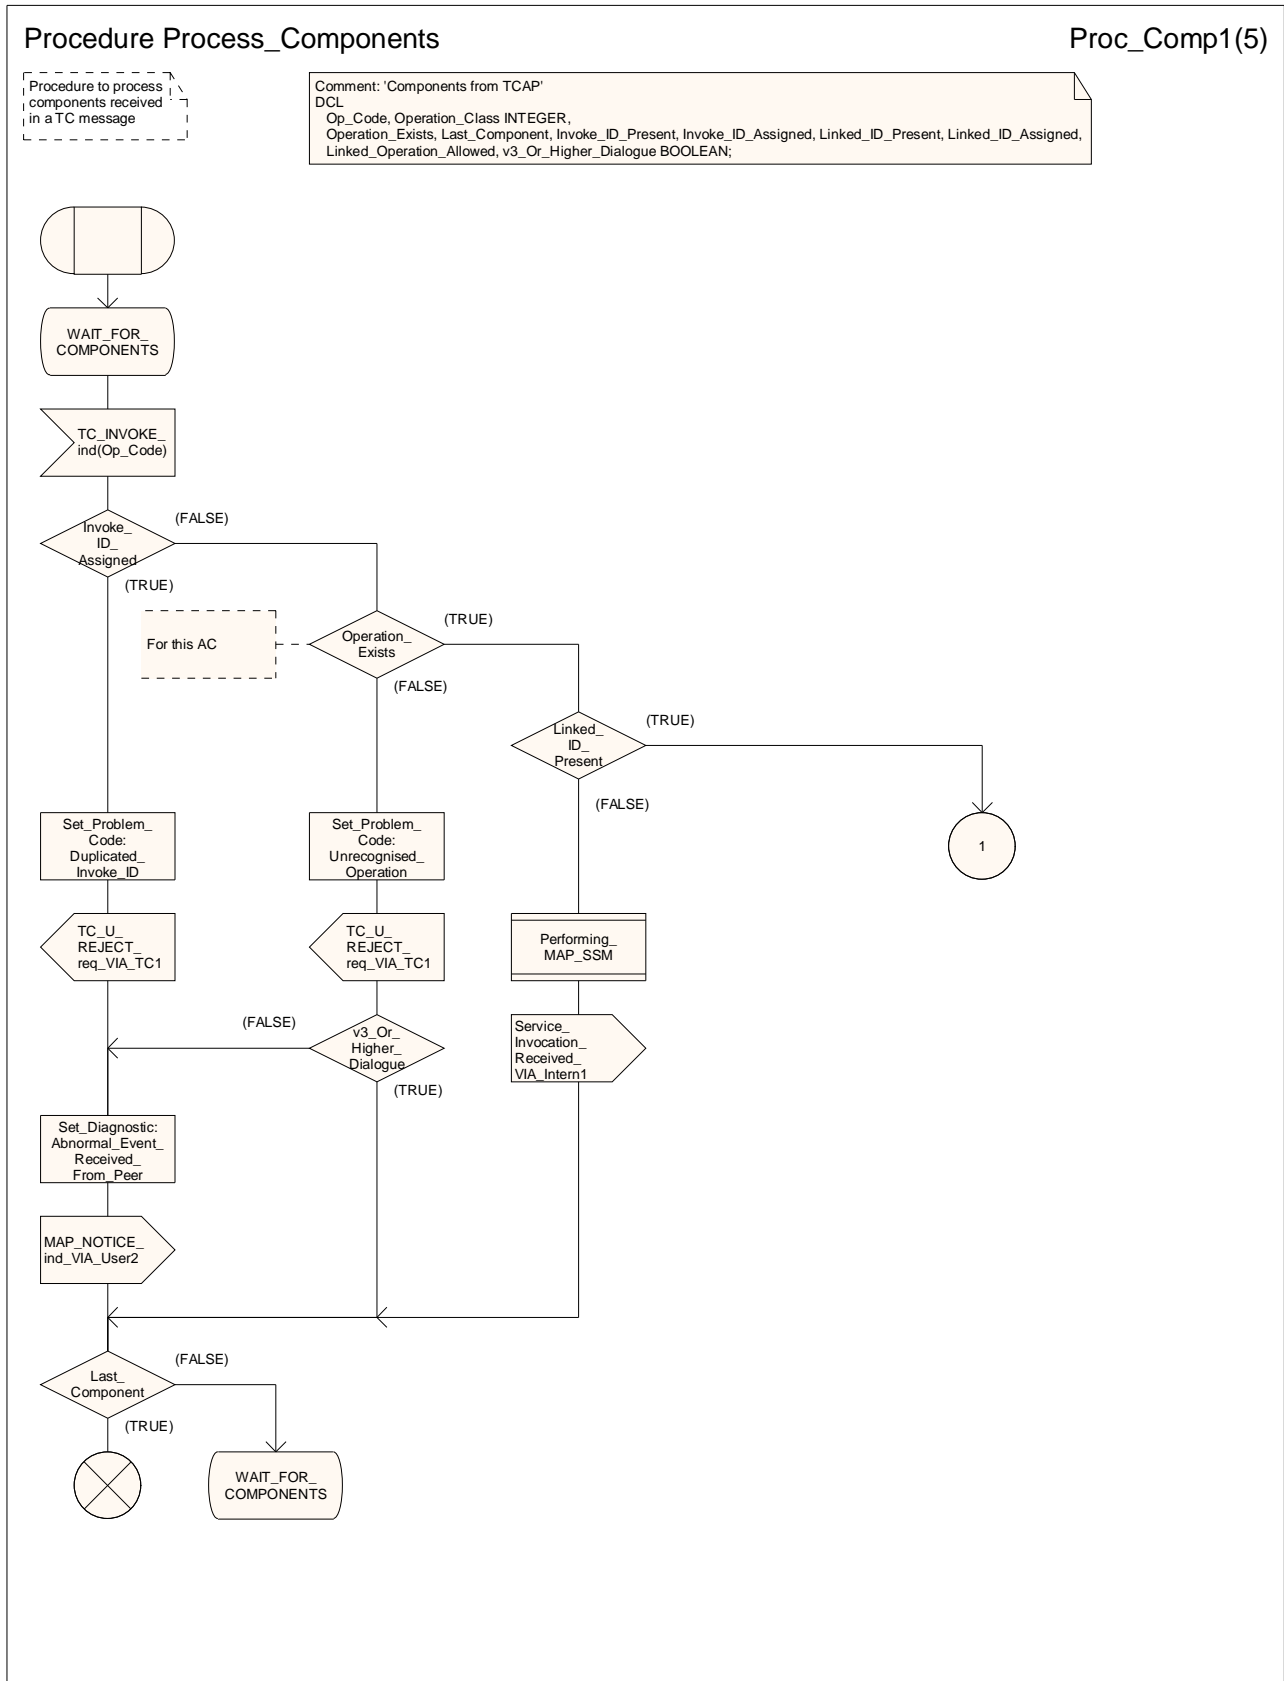 Procedure Process_Components
Proc_Comp1(5)
Procedure to process
components received
in a TC message
Comment: 'Components from TCAP'
DCL
Op_Code, Operation_Class INTEGER,
Operation_Exists, Last_Component, Invoke_ID_Present, Invoke_ID_Assigned, Linked_ID_Present, Linked_ID_Assigned,
Linked_Operation_Allowed, v3_Or_Higher_Dialogue BOOLEAN;
WAIT_FOR_
COMPONENTS
TC_INVOKE_
ind(Op_Code)
Invoke_
ID_
Assigned
(FALSE)
(TRUE)
For this AC
Operation_
Exists
(TRUE)
(FALSE)
Linked_
ID_
Present
(TRUE)
(FALSE)
1
Set_Problem_
Code:
Duplicated_
Invoke_ID
Set_Problem_
Code:
Unrecognised_
Operation
TC_U_
REJECT_
req_VIA_TC1
TC_U_
REJECT_
req_VIA_TC1
Performing_
MAP_SSM
(FALSE)
v3_Or_
Higher_
Dialogue
(TRUE)
Service_
Invocation_
Received_
VIA_Intern1
Set_Diagnostic:
Abnormal_Event_
Received_
From_Peer
MAP_NOTICE_
ind_VIA_User2
Last_
Component
(FALSE)
(TRUE)
WAIT_FOR_
COMPONENTS